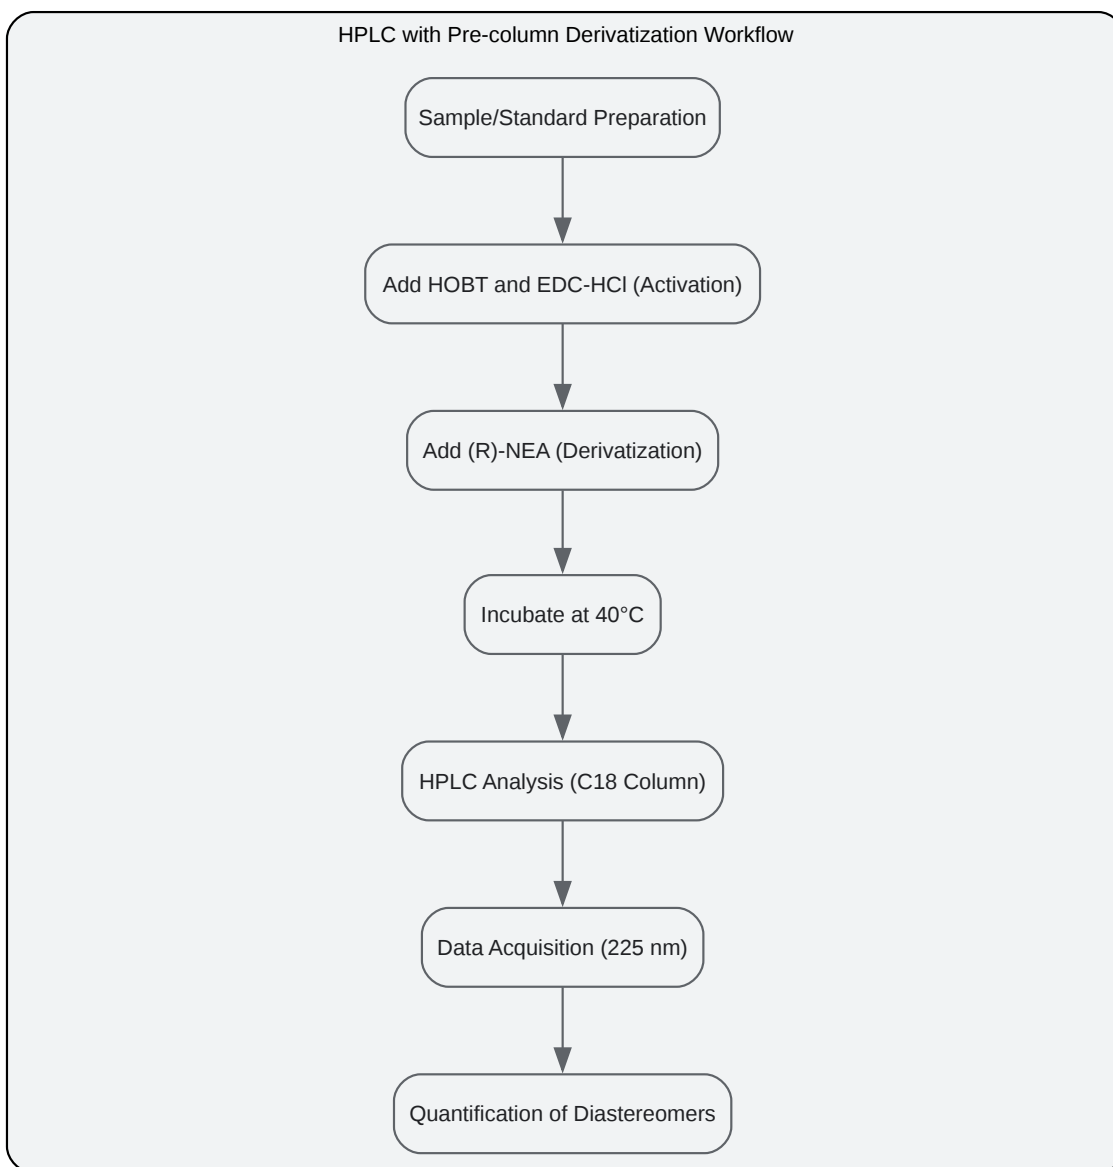 HPLC with Pre-column Derivatization Workflow
Sample/Standard Preparation
Add HOBT and EDC-HCl (Activation)
Add (R)-NEA (Derivatization)
Incubate at 40°C
HPLC Analysis (C18 Column)
Data Acquisition (225 nm)
Quantification of Diastereomers